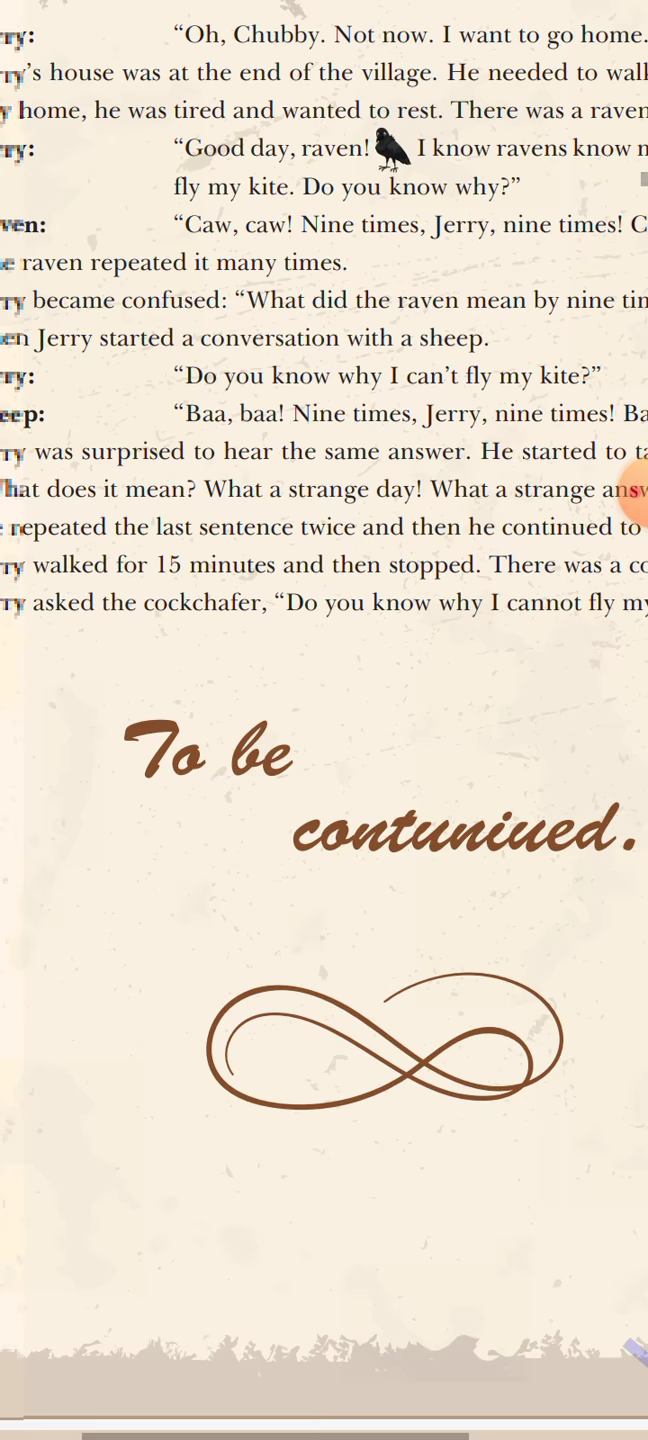 "Oh, Chubby. Not now. I want to go home.
's house was at the end of the village. He needed to
home, he was tired and wanted to rest. There was a raven
"Good day, raven! I know ravens know
fly my kite. Do you know why?"
"Caw, caw! Nine times, Jerry, nine times!
raven repeated it many times.
became confused: "What did the raven mean by nine
Jerry started a conversation with a sheep.
"Do you know why I can't fly my kite?"
"Baa, baa! Nine times, Jerry, nine times!
was surprised to hear the same answer. He started to
does it mean? What a strange day! What a strange
repeated the last sentence twice and then he continued to
walked for 15 minutes and then stopped. There was a
asked the cockchafer, "Do you know why I cannot fly
To be
contuniued.